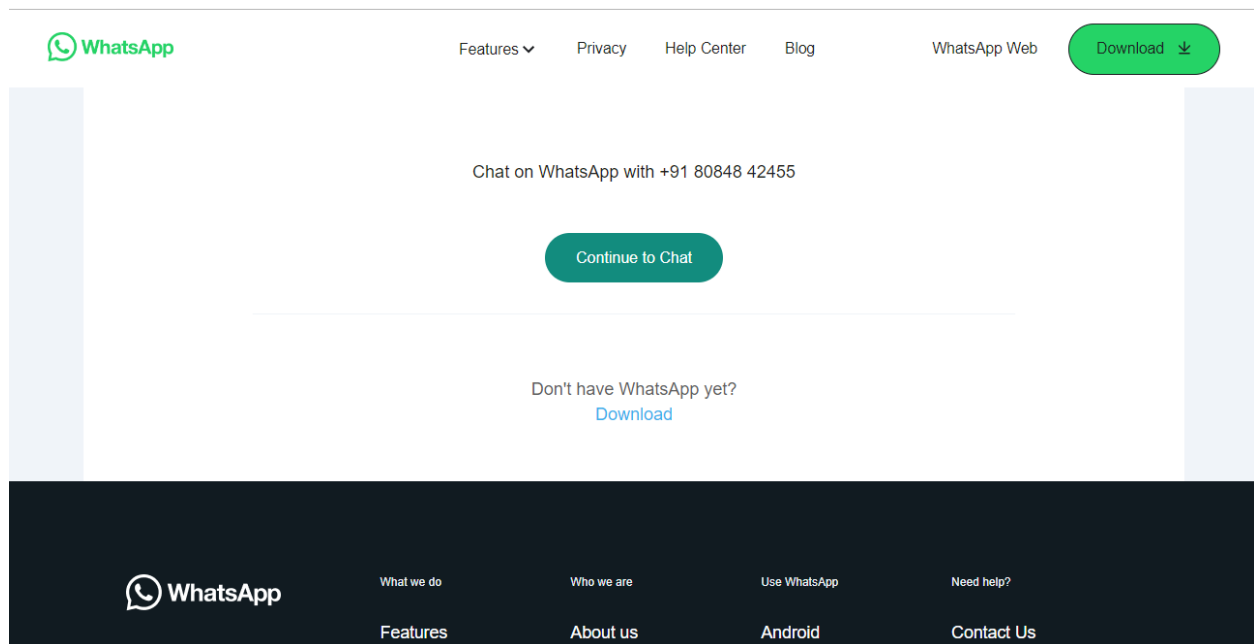 WhatsApp Features Privacy Help Center Blog WhatsApp Web Download
Chat on WhatsApp with +91 80848 42455
Continue to Chat
Don't have WhatsApp yet?
Download
WhatsApp
What we do Who we are Use WhatsApp Need help?
Features About us Android Contact Us